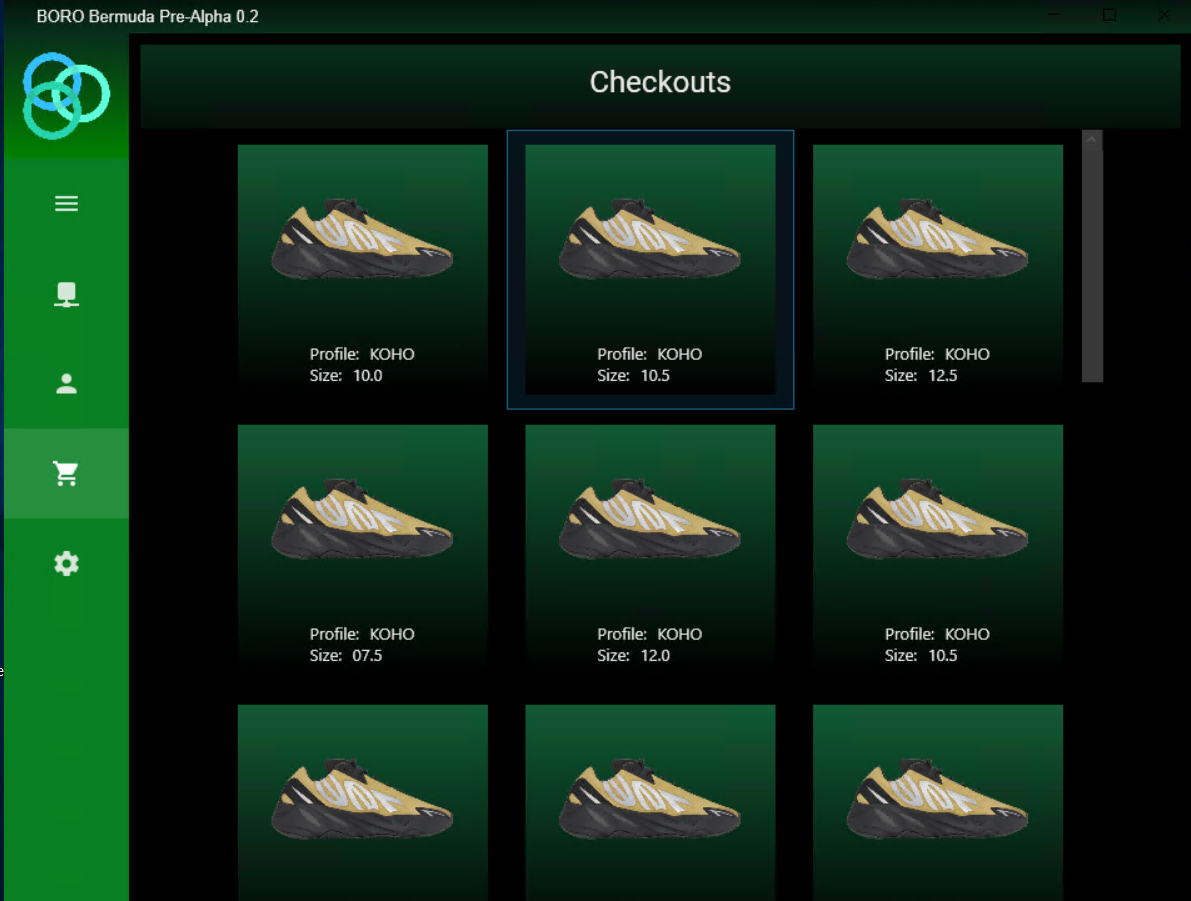 BORO Bermuda Pre-Alpha 0.2
Checkouts
Profile: KOHO
Size: 10.0
Profile: KOHO
Size: 10.5
Profile: KOHO
Size: 12.5
Profile: KOHO
Size: 07.5
Profile: KOHO
Size: 12.0
Profile: KOHO
Size: 10.5
e